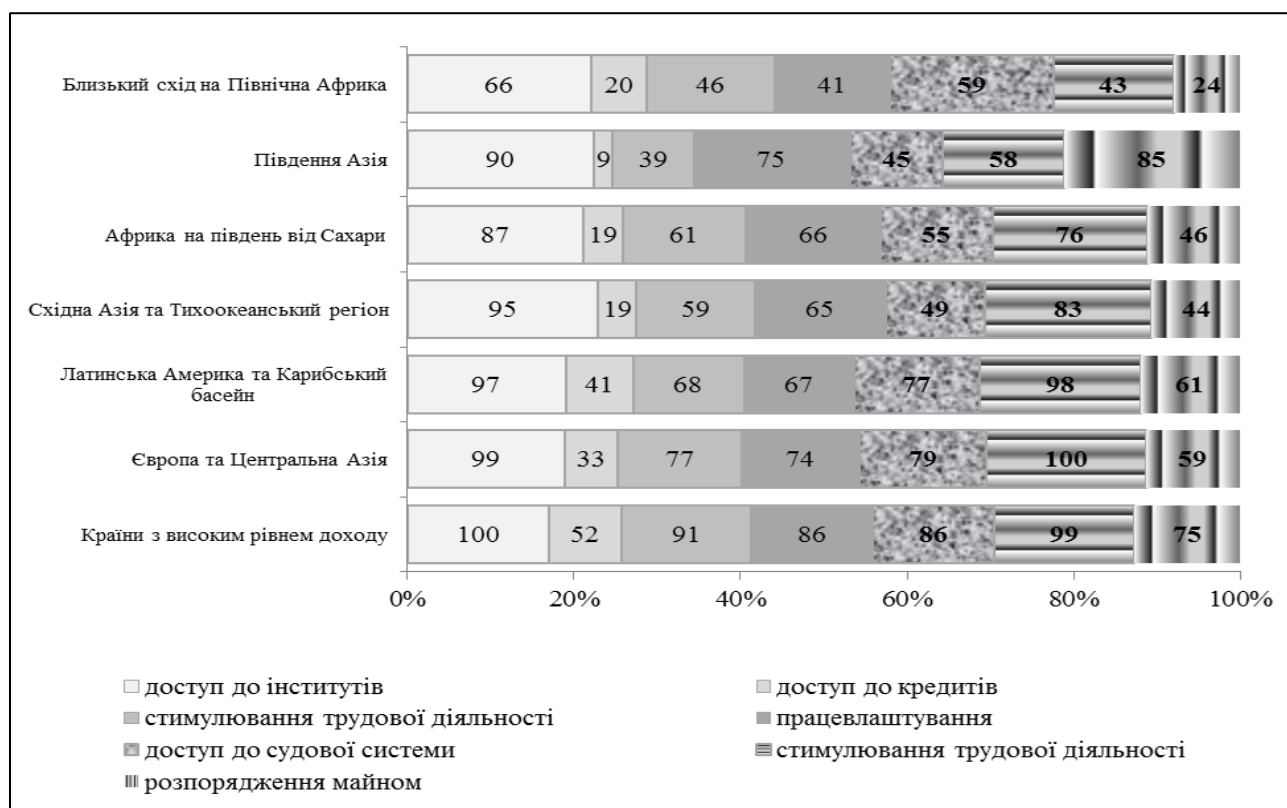 Близький схід на Північна Африка
66 20 46 41 59 43 24
Південня Азія
90 9 39 75 45 58 85
Африка на південь від Сахари
87 19 61 66 55 76 46
Східна Азія та Тихоокеанський регіон
95 19 59 65 49 83 44
Латинська Америка та Карибський
басейн
97 41 68 67 77 98 61
Європа та Центральна Азія
99 33 77 74 79 100 59
Країни з високим рівнем доходу
100 52 91 86 86 99 75
0% 20% 40% 60% 80% 100%
доступ до інститутів
доступ до кредитів
стимулювання трудової діяльності
працевлаштування
доступ до судової системи
стимулювання трудової діяльності
розпорядження майном